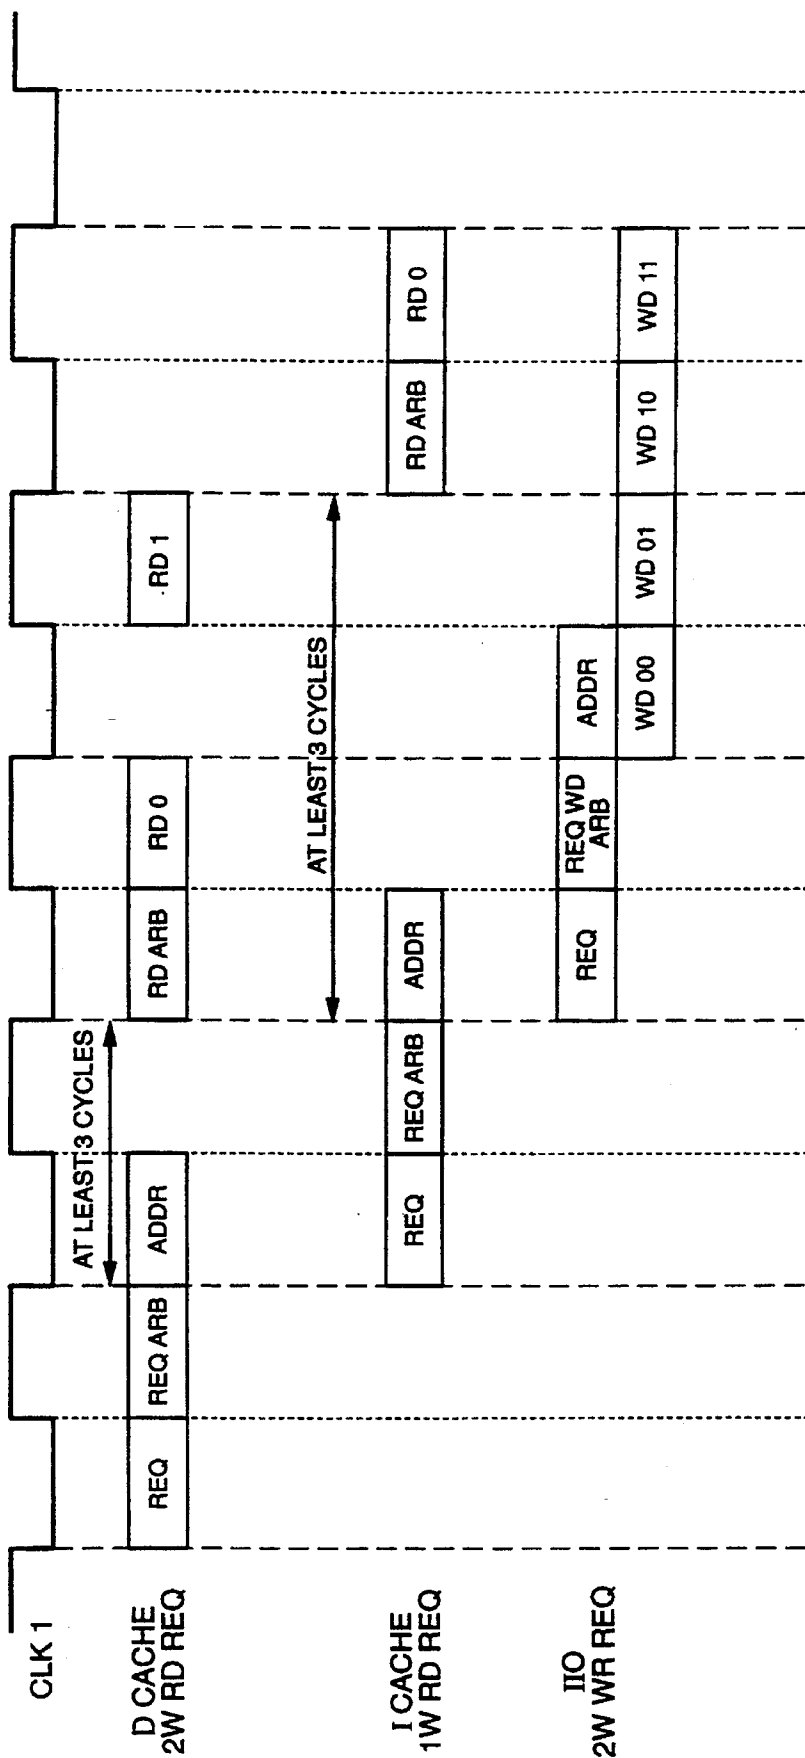 CLK 1
D CACHE
2W RD REQ
REQ
REQ ARB
ADDR
AT LEAST 3 CYCLES
RD ARB
RD 0
RD 1
I CACHE
1W RD REQ
REQ
REQ ARB
ADDR
AT LEAST 3 CYCLES
RD ARB
RD 0
IIO
2W WR REQ
REQ
REQ WD
ARB
ADDR
WD 00
WD 01
WD 10
WD 11